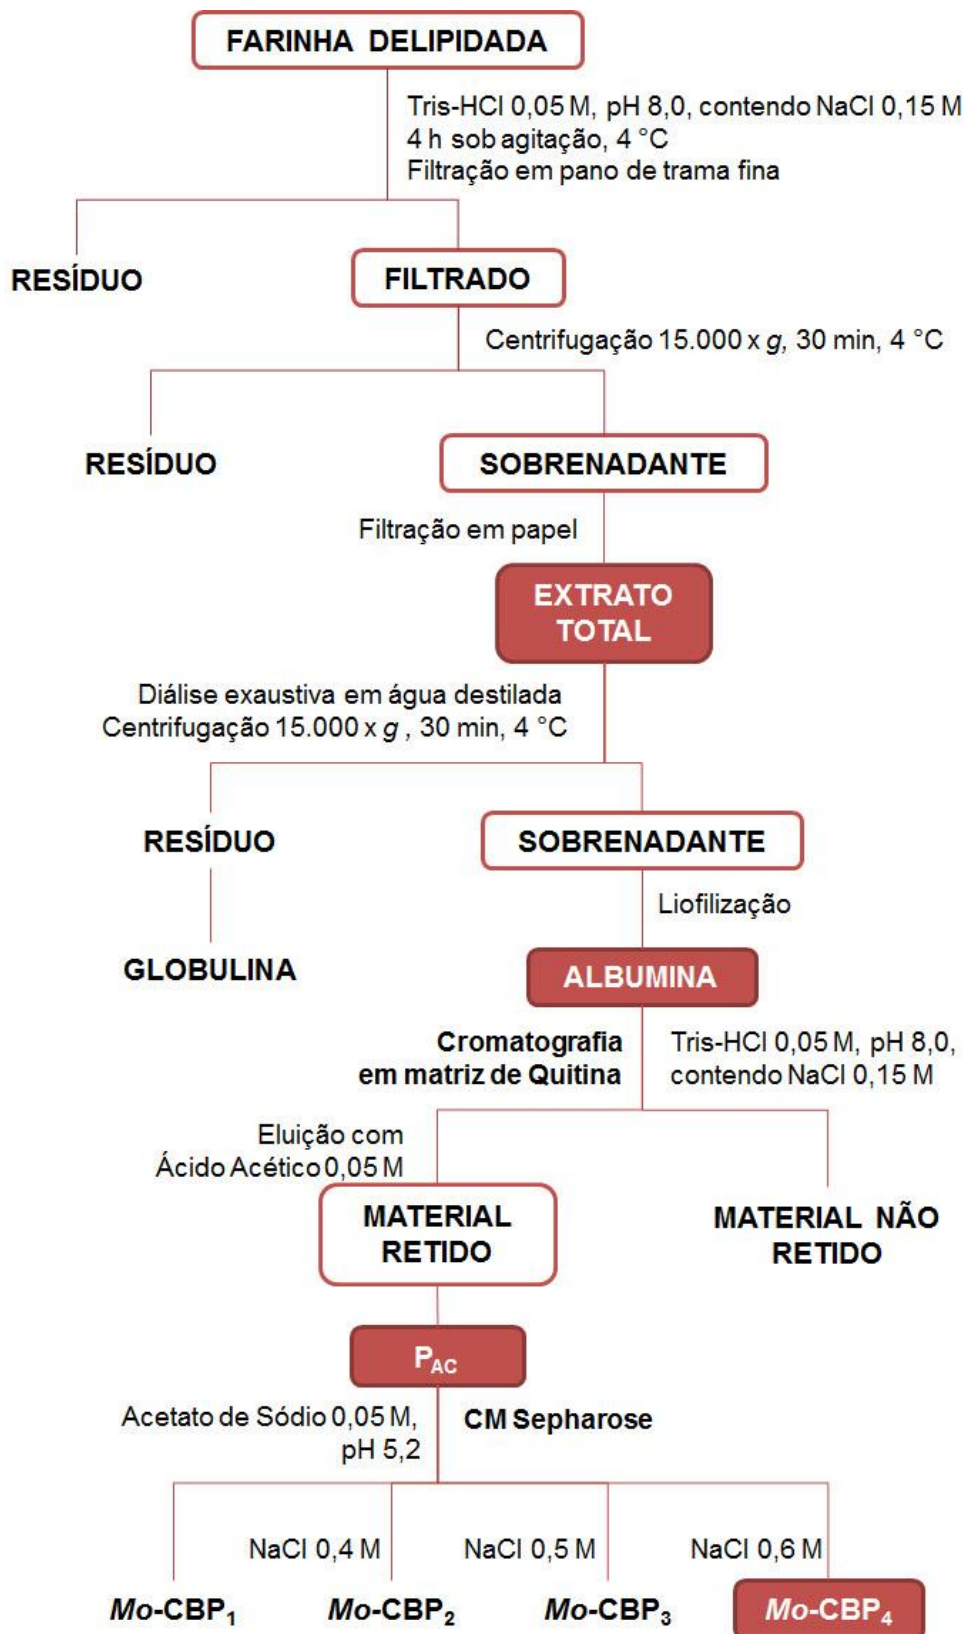 FARINHA DELIPIDADA
Tris-HCl 0,05 M, pH 8,0, contendo NaCl 0,15 M
4 h sob agitação, 4 °C
Filtração em pano de trama fina
RESÍDUO
FILTRADO
Centrifugação 15.000 x g, 30 min, 4 °C
RESÍDUO
SOBRENADANTE
Filtração em papel
EXTRATO
TOTAL
Diálise exaustiva em água destilada
Centrifugação 15.000 x g , 30 min, 4 °C
RESÍDUO
SOBRENADANTE
Liofilização
GLOBULINA
ALBUMINA
Cromatografia
em matriz de Quitina
Tris-HCl 0,05 M, pH 8,0,
contendo NaCl 0,15 M
Eluição com
Ácido Acético 0,05 M
MATERIAL
RETIDO
MATERIAL NÃO
RETIDO
P_AC
Acetato de Sódio 0,05 M,
pH 5,2
CM Sepharose
NaCl 0,4 M
NaCl 0,5 M
NaCl 0,6 M
Mo-CBP₁
Mo-CBP₂
Mo-CBP₃
Mo-CBP₄